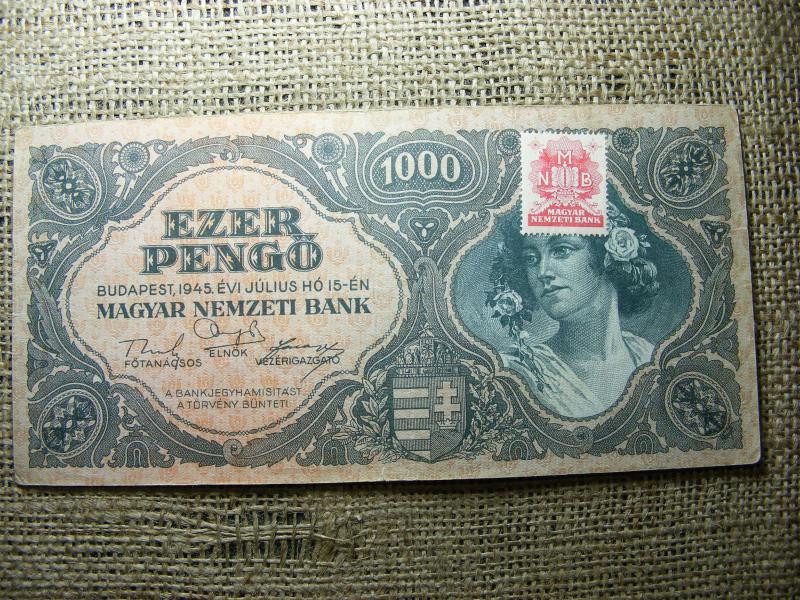 1000
M
N B
MAGYAR
NEMZETI BANK
EZER
PENGŐ
BUDAPEST, 1945. ÉVI JÚLIUS HÓ 15-ÉN
MAGYAR NEMZETI BANK
FŐTANÁCSOS
ELNÖK
VEZÉRIGAZGATÓ
A BANKJEGYHAMISÍTÁST
A TÖRVÉNY BÜNTETI